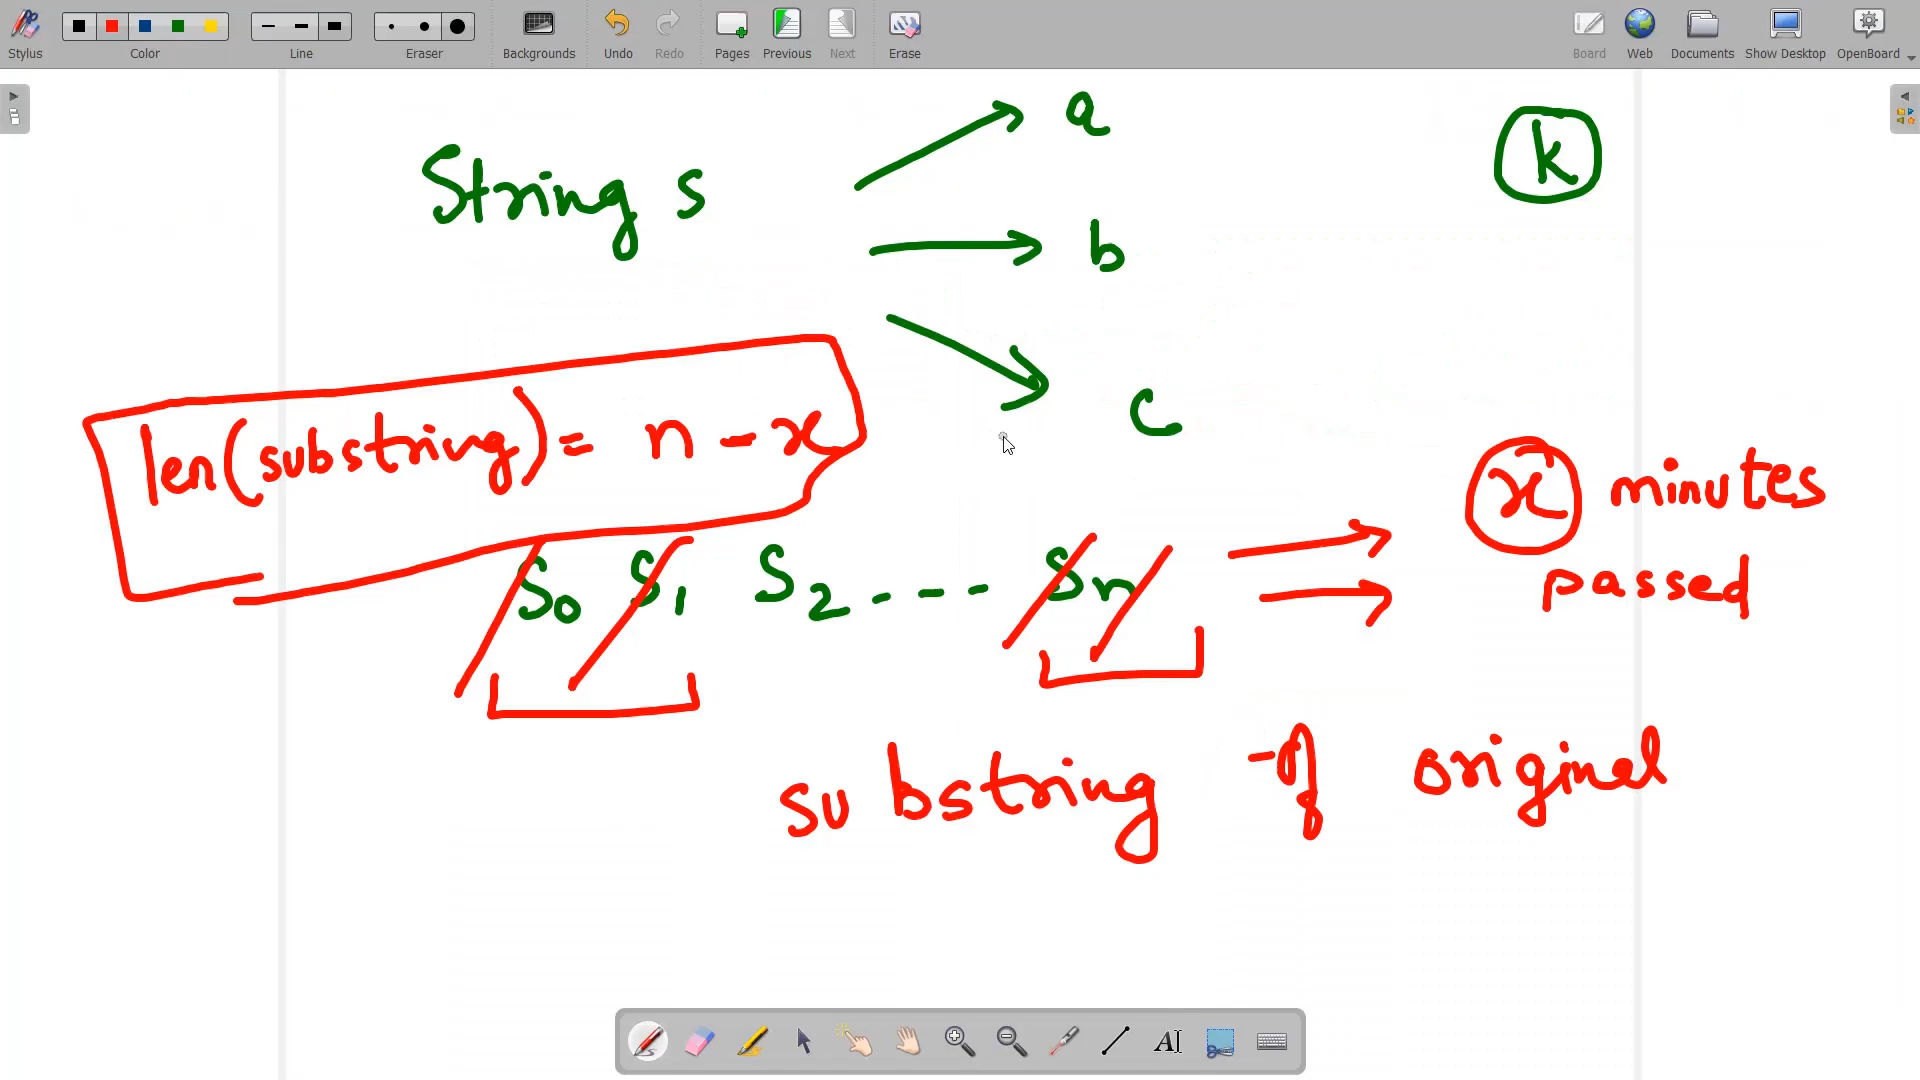 Stylus
Color
Line
Eraser
Backgrounds
Undo
Redo
Pages
Previous
Next
Erase
Board
Web
Documents
Show Desktop
OpenBoard
String s
a
b
c
k
len(substring) = n - x
S0 S1 S2 - - - - Sn
x minutes
passed
substring of original
AI